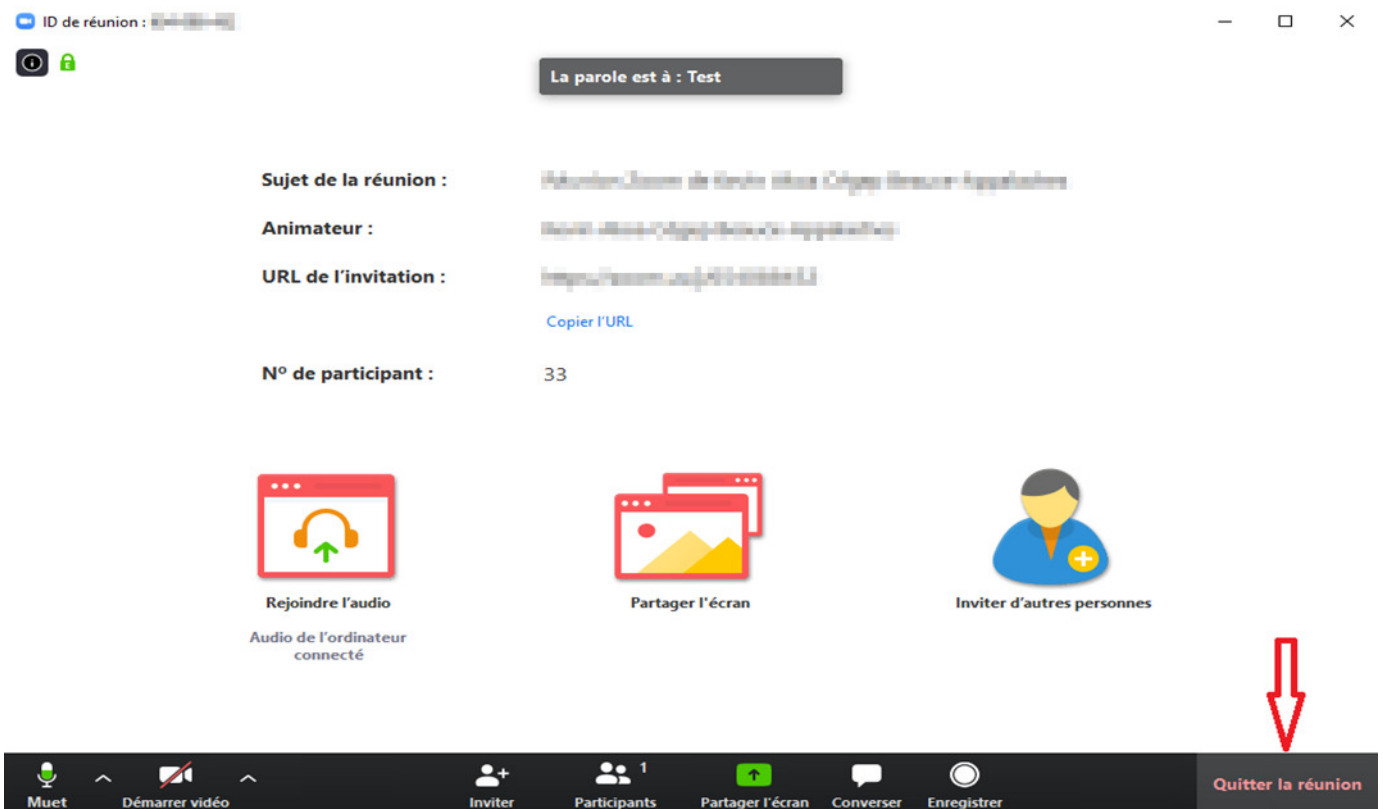 ID de réunion :
La parole est à : Test
Sujet de la réunion :
Animateur :
URL de l'invitation :
Copier l'URL
Nº de participant :
33
Rejoindre l'audio
Partager l'écran
Inviter d'autres personnes
Audio de l'ordinateur
connecté
1
Muet
Démarrer vidéo
Inviter
Participants
Partager l'écran
Converser
Enregistrer
Quitter la réunion